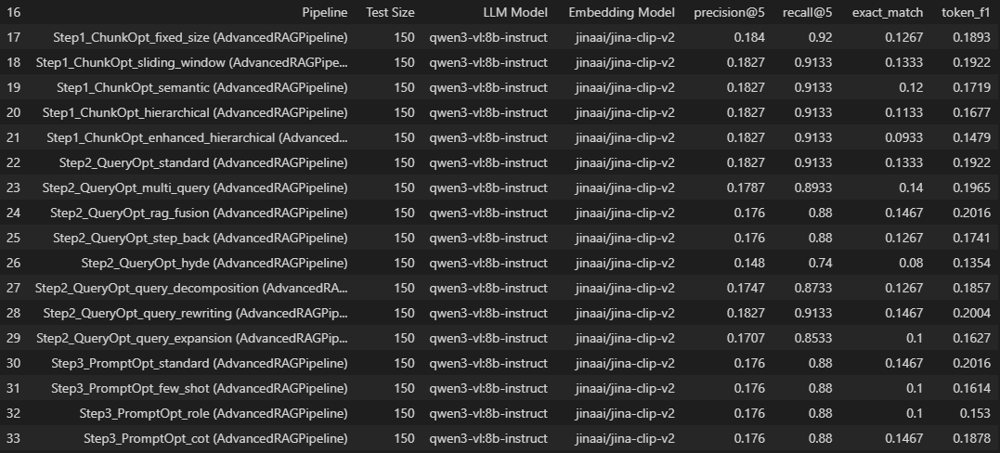 16 Pipeline Test Size LLM Model Embedding Model precision@5 recall@5 exact_match token_f1
17 Step1_ChunkOpt_fixed_size (AdvancedRAGPipeline) 150 qwen3-vl:8b-instruct jinaai/jina-clip-v2 0.184 0.92 0.1267 0.1893
18 Step1_ChunkOpt_sliding_window (AdvancedRAGPipe... 150 qwen3-vl:8b-instruct jinaai/jina-clip-v2 0.1827 0.9133 0.1333 0.1922
19 Step1_ChunkOpt_semantic (AdvancedRAGPipeline) 150 qwen3-vl:8b-instruct jinaai/jina-clip-v2 0.1827 0.9133 0.12 0.1719
20 Step1_ChunkOpt_hierarchical (AdvancedRAGPipeline) 150 qwen3-vl:8b-instruct jinaai/jina-clip-v2 0.1827 0.9133 0.1133 0.1677
21 Step1_ChunkOpt_enhanced_hierarchical (Advanced... 150 qwen3-vl:8b-instruct jinaai/jina-clip-v2 0.1827 0.9133 0.0933 0.1479
22 Step2_QueryOpt_standard (AdvancedRAGPipeline) 150 qwen3-vl:8b-instruct jinaai/jina-clip-v2 0.1827 0.9133 0.1333 0.1922
23 Step2_QueryOpt_multi_query (AdvancedRAGPipeline) 150 qwen3-vl:8b-instruct jinaai/jina-clip-v2 0.1787 0.8933 0.14 0.1965
24 Step2_QueryOpt_rag_fusion (AdvancedRAGPipeline) 150 qwen3-vl:8b-instruct jinaai/jina-clip-v2 0.176 0.88 0.1467 0.2016
25 Step2_QueryOpt_step_back (AdvancedRAGPipeline) 150 qwen3-vl:8b-instruct jinaai/jina-clip-v2 0.176 0.88 0.1267 0.1741
26 Step2_QueryOpt_hyde (AdvancedRAGPipeline) 150 qwen3-vl:8b-instruct jinaai/jina-clip-v2 0.148 0.74 0.08 0.1354
27 Step2_QueryOpt_query_decomposition (AdvancedRA... 150 qwen3-vl:8b-instruct jinaai/jina-clip-v2 0.1747 0.8733 0.1267 0.1857
28 Step2_QueryOpt_query_rewriting (AdvancedRAGPip... 150 qwen3-vl:8b-instruct jinaai/jina-clip-v2 0.1827 0.9133 0.1467 0.2004
29 Step2_QueryOpt_query_expansion (AdvancedRAGPip... 150 qwen3-vl:8b-instruct jinaai/jina-clip-v2 0.1707 0.8533 0.1 0.1627
30 Step3_PromptOpt_standard (AdvancedRAGPipeline) 150 qwen3-vl:8b-instruct jinaai/jina-clip-v2 0.176 0.88 0.1467 0.2016
31 Step3_PromptOpt_few_shot (AdvancedRAGPipeline) 150 qwen3-vl:8b-instruct jinaai/jina-clip-v2 0.176 0.88 0.1 0.1614
32 Step3_PromptOpt_role (AdvancedRAGPipeline) 150 qwen3-vl:8b-instruct jinaai/jina-clip-v2 0.176 0.88 0.1 0.153
33 Step3_PromptOpt_cot (AdvancedRAGPipeline) 150 qwen3-vl:8b-instruct jinaai/jina-clip-v2 0.176 0.88 0.1467 0.1878